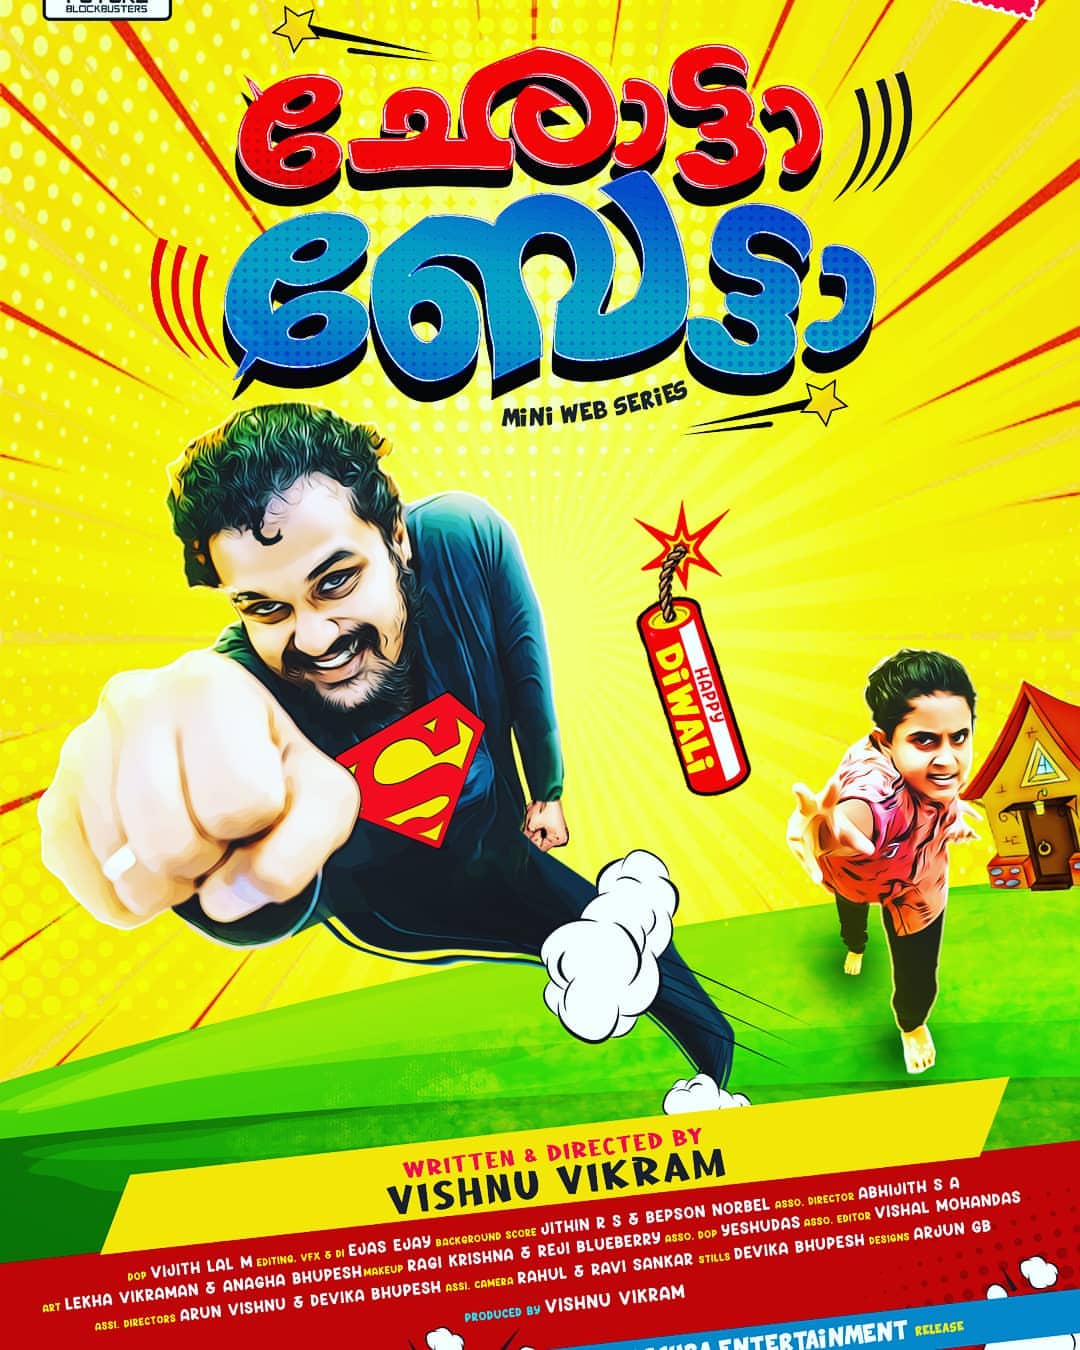 BLOCKBUSTERS
ഛോട്ടാ
ബേട്ടാ
MINI WEB SERIES
HAPPY
DIWALI
WRITTEN & DIRECTED BY
VISHNU VIKRAM
DOP VIJITH LAL M EDITING, VFX & DI EJAS EJAY BACKGROUND SCORE JITHIN R S & BEPSON NORBEL ASSO. DIRECTOR ABHIJITH S A
ART LEKHA VIKRAMAN & ANAGHA BHUPESH MAKEUP RAGI KRISHNA & REJI BLUEBERRY ASSO. DOP YESHUDAS ASSO. EDITOR VISHAL MOHANDAS
ASSI. DIRECTORS ARUN VISHNU & DEVIKA BHUPESH ASSI. CAMERA RAHUL & RAVI SANKAR STILLS DEVIKA BHUPESH DESIGNS ARJUN GB
PRODUCED BY VISHNU VIKRAM
ENTERTAINMENT RELEASE